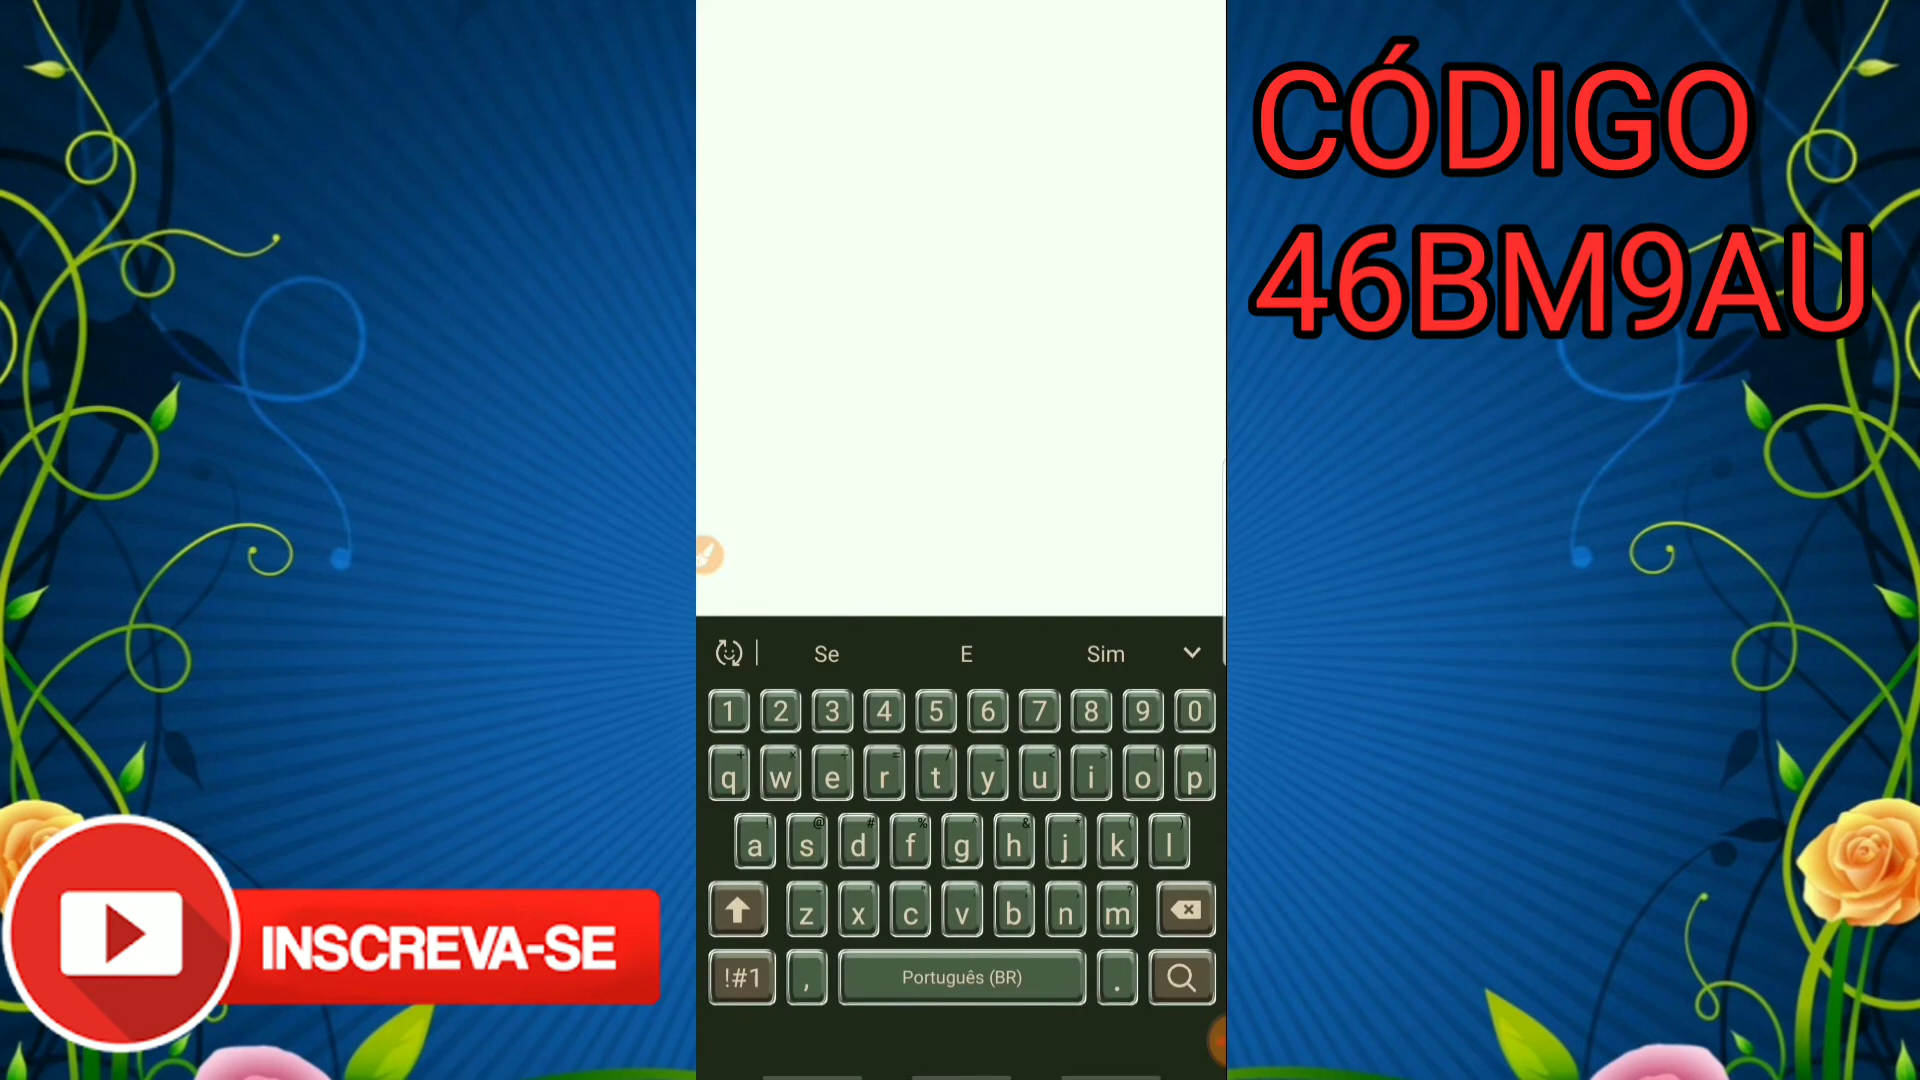 CÓDIGO
46BM9AU
Se E Sim
1 2 3 4 5 6 7 8 9 0
q w e r t y u i o p
a s d f g h j k l
z x c v b n m
!#1 , Português (BR) .
INSCREVA-SE